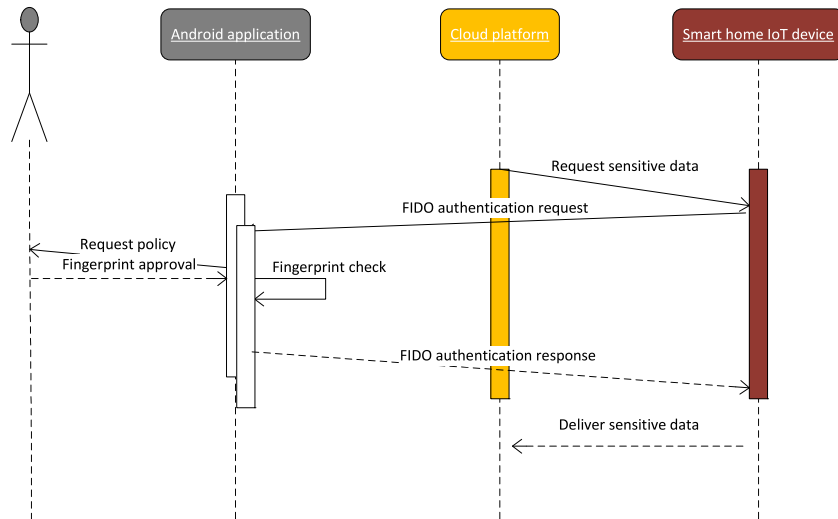 Android application
Cloud platform
Smart home IoT device
Request sensitive data
FIDO authentication request
Request policy
Fingerprint approval
Fingerprint check
FIDO authentication response
Deliver sensitive data